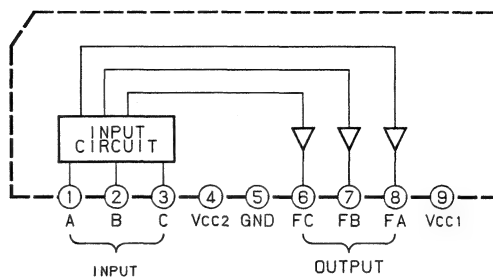 INPUT
CIRCUIT
1 2 3 4 5 6 7 8 9
A B C VCC2 GND FC FB FA VCC1
INPUT OUTPUT